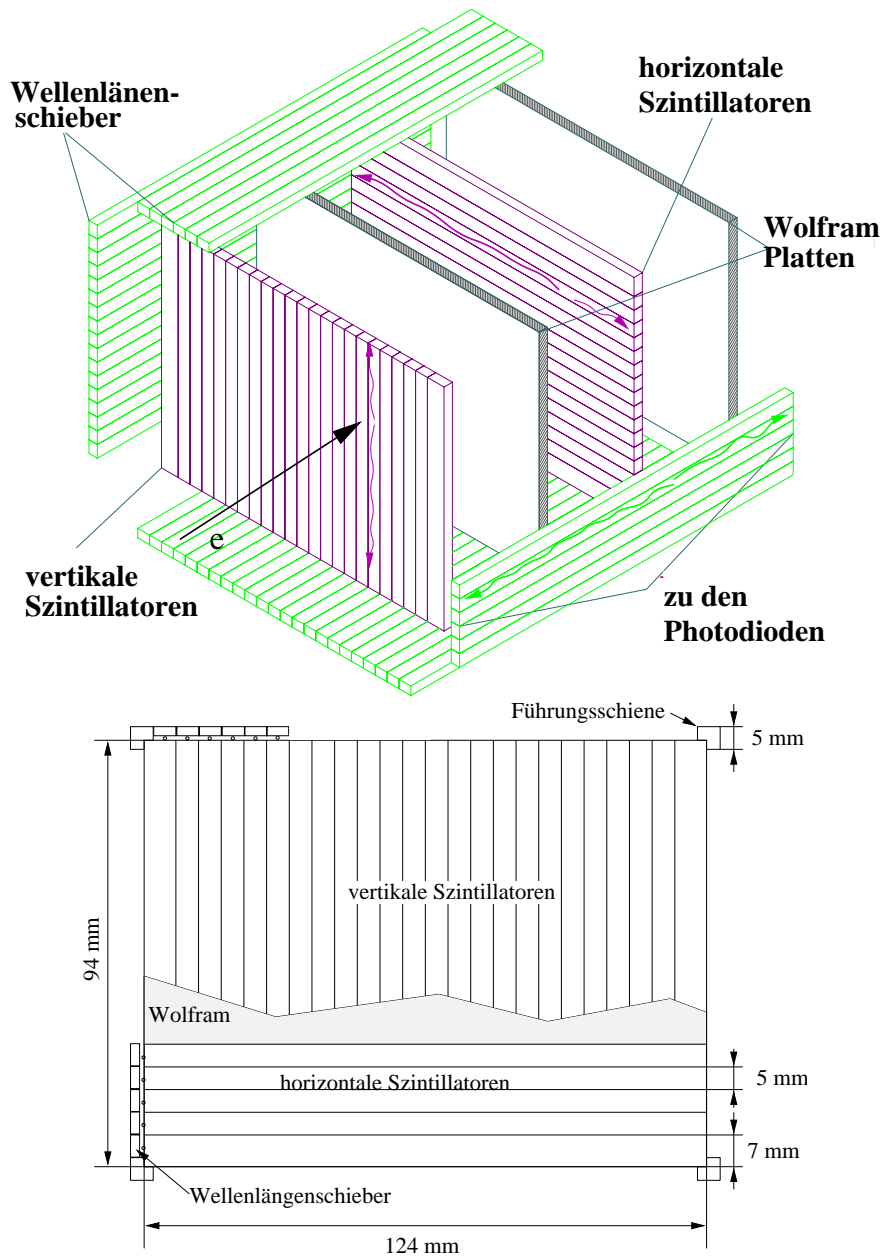 Wellenlänen-
schieber
horizontale
Szintillatoren
Wolfram
Platten
e
vertikale
Szintillatoren
zu den
Photodioden
Führungsschiene
5 mm
vertikale Szintillatoren
94 mm
Wolfram
horizontale Szintillatoren
5 mm
7 mm
Wellenlängenschieber
124 mm